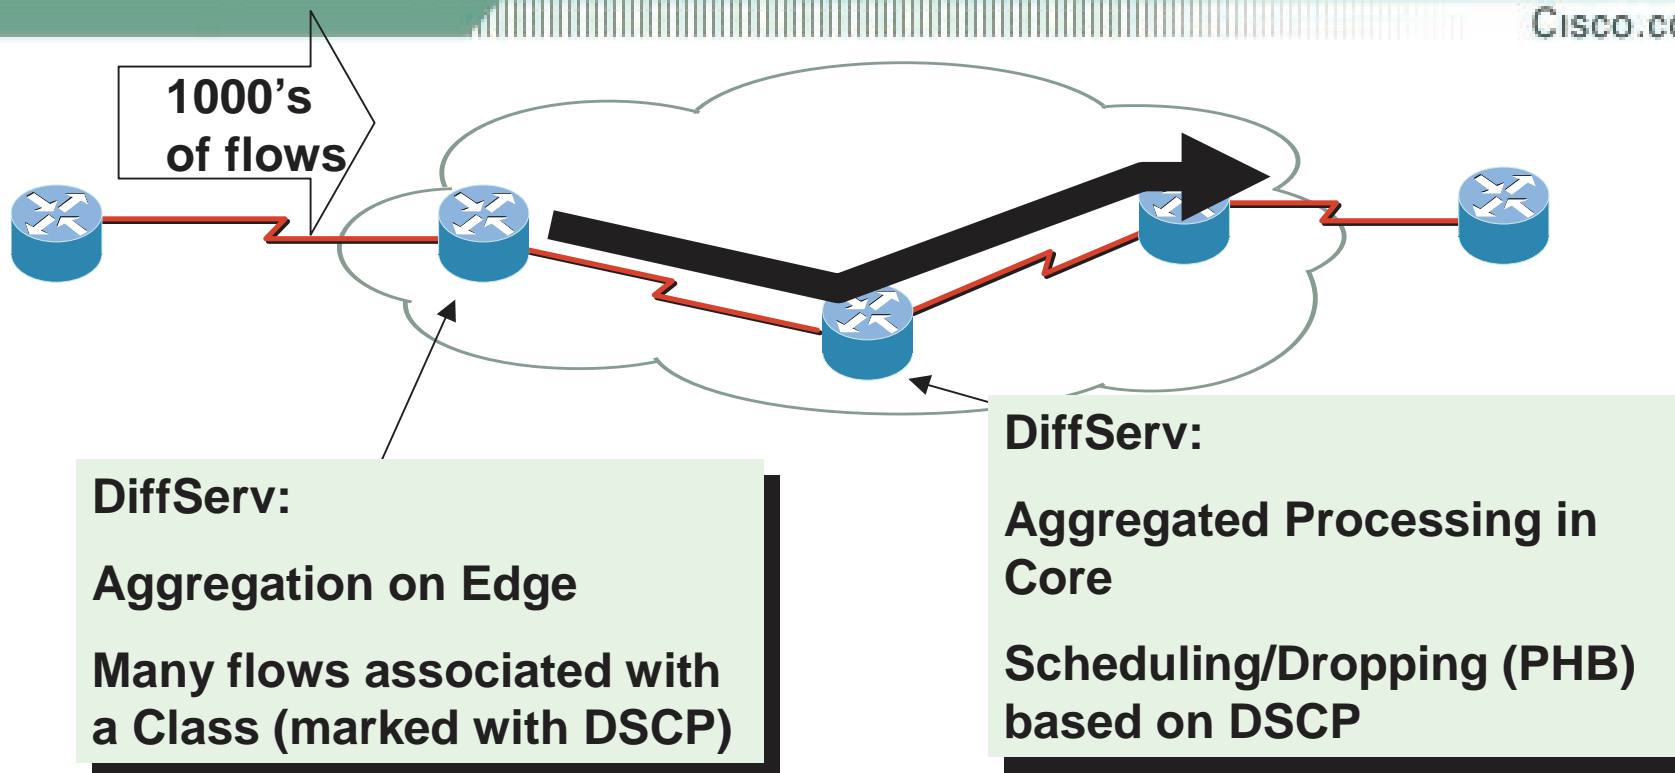 1000's
of flows
DiffServ:
Aggregation on Edge
Many flows associated with
a Class (marked with DSCP)
DiffServ:
Aggregated Processing in
Core
Scheduling/Dropping (PHB)
based on DSCP